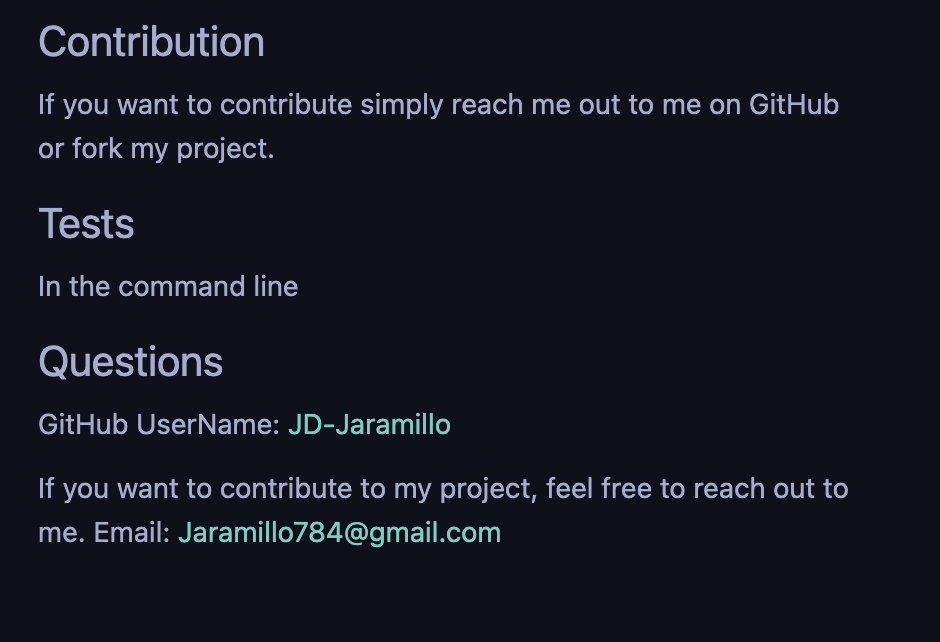 Contribution
If you want to contribute simply reach me out to me on GitHub
or fork my project.
Tests
In the command line
Questions
GitHub UserName: JD-Jaramillo
If you want to contribute to my project, feel free to reach out to
me. Email: Jaramillo784@gmail.com